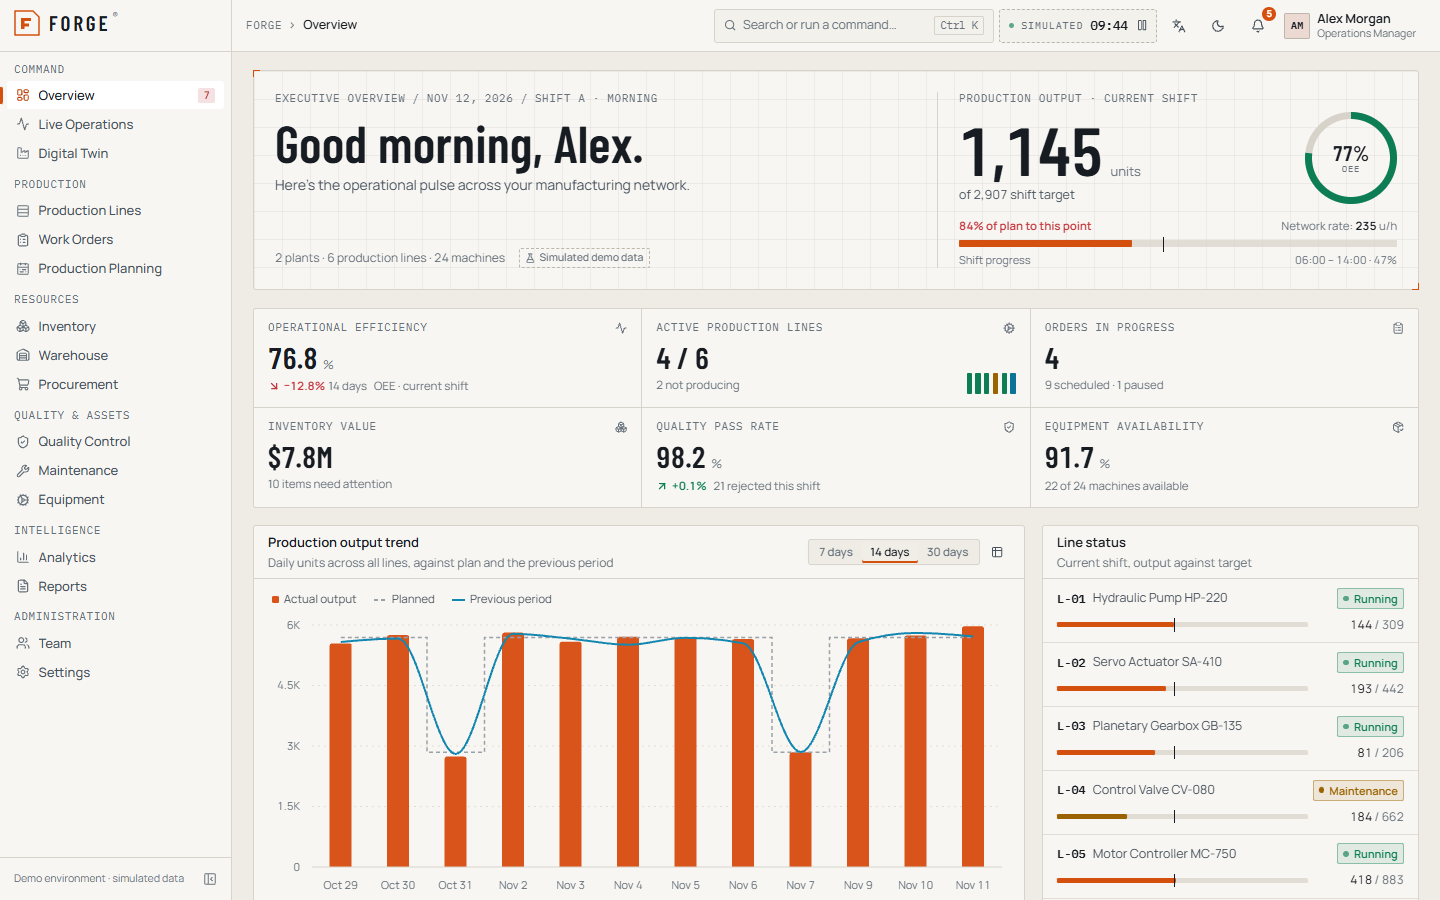 FORGE®
COMMAND
Overview 7
Live Operations
Digital Twin
PRODUCTION
Production Lines
Work Orders
Production Planning
RESOURCES
Inventory
Warehouse
Procurement
QUALITY & ASSETS
Quality Control
Maintenance
Equipment
INTELLIGENCE
Analytics
Reports
ADMINISTRATION
Team
Settings
Demo environment · simulated data
FORGE > Overview
Search or run a command... Ctrl K
SIMULATED 09:44
5
AM
Alex Morgan
Operations Manager
EXECUTIVE OVERVIEW / NOV 12, 2026 / SHIFT A · MORNING
Good morning, Alex.
Here's the operational pulse across your manufacturing network.
2 plants · 6 production lines · 24 machines
Simulated demo data
PRODUCTION OUTPUT · CURRENT SHIFT
1,145 units
of 2,907 shift target
77%
OEE
84% of plan to this point
Network rate: 235 u/h
Shift progress
06:00 – 14:00 · 47%
OPERATIONAL EFFICIENCY
76.8 %
−12.8% 14 days OEE · current shift
ACTIVE PRODUCTION LINES
4 / 6
2 not producing
ORDERS IN PROGRESS
4
9 scheduled · 1 paused
INVENTORY VALUE
$7.8M
10 items need attention
QUALITY PASS RATE
98.2 %
+0.1% 21 rejected this shift
EQUIPMENT AVAILABILITY
91.7 %
22 of 24 machines available
Production output trend
Daily units across all lines, against plan and the previous period
7 days 14 days 30 days
Actual output Planned Previous period
6K
4.5K
3K
1.5K
0
Oct 29 Oct 30 Oct 31 Nov 2 Nov 3 Nov 4 Nov 5 Nov 6 Nov 7 Nov 9 Nov 10 Nov 11
Line status
Current shift, output against target
L-01 Hydraulic Pump HP-220 Running
144 / 309
L-02 Servo Actuator SA-410 Running
193 / 442
L-03 Planetary Gearbox GB-135 Running
81 / 206
L-04 Control Valve CV-080 Maintenance
184 / 662
L-05 Motor Controller MC-750 Running
418 / 883